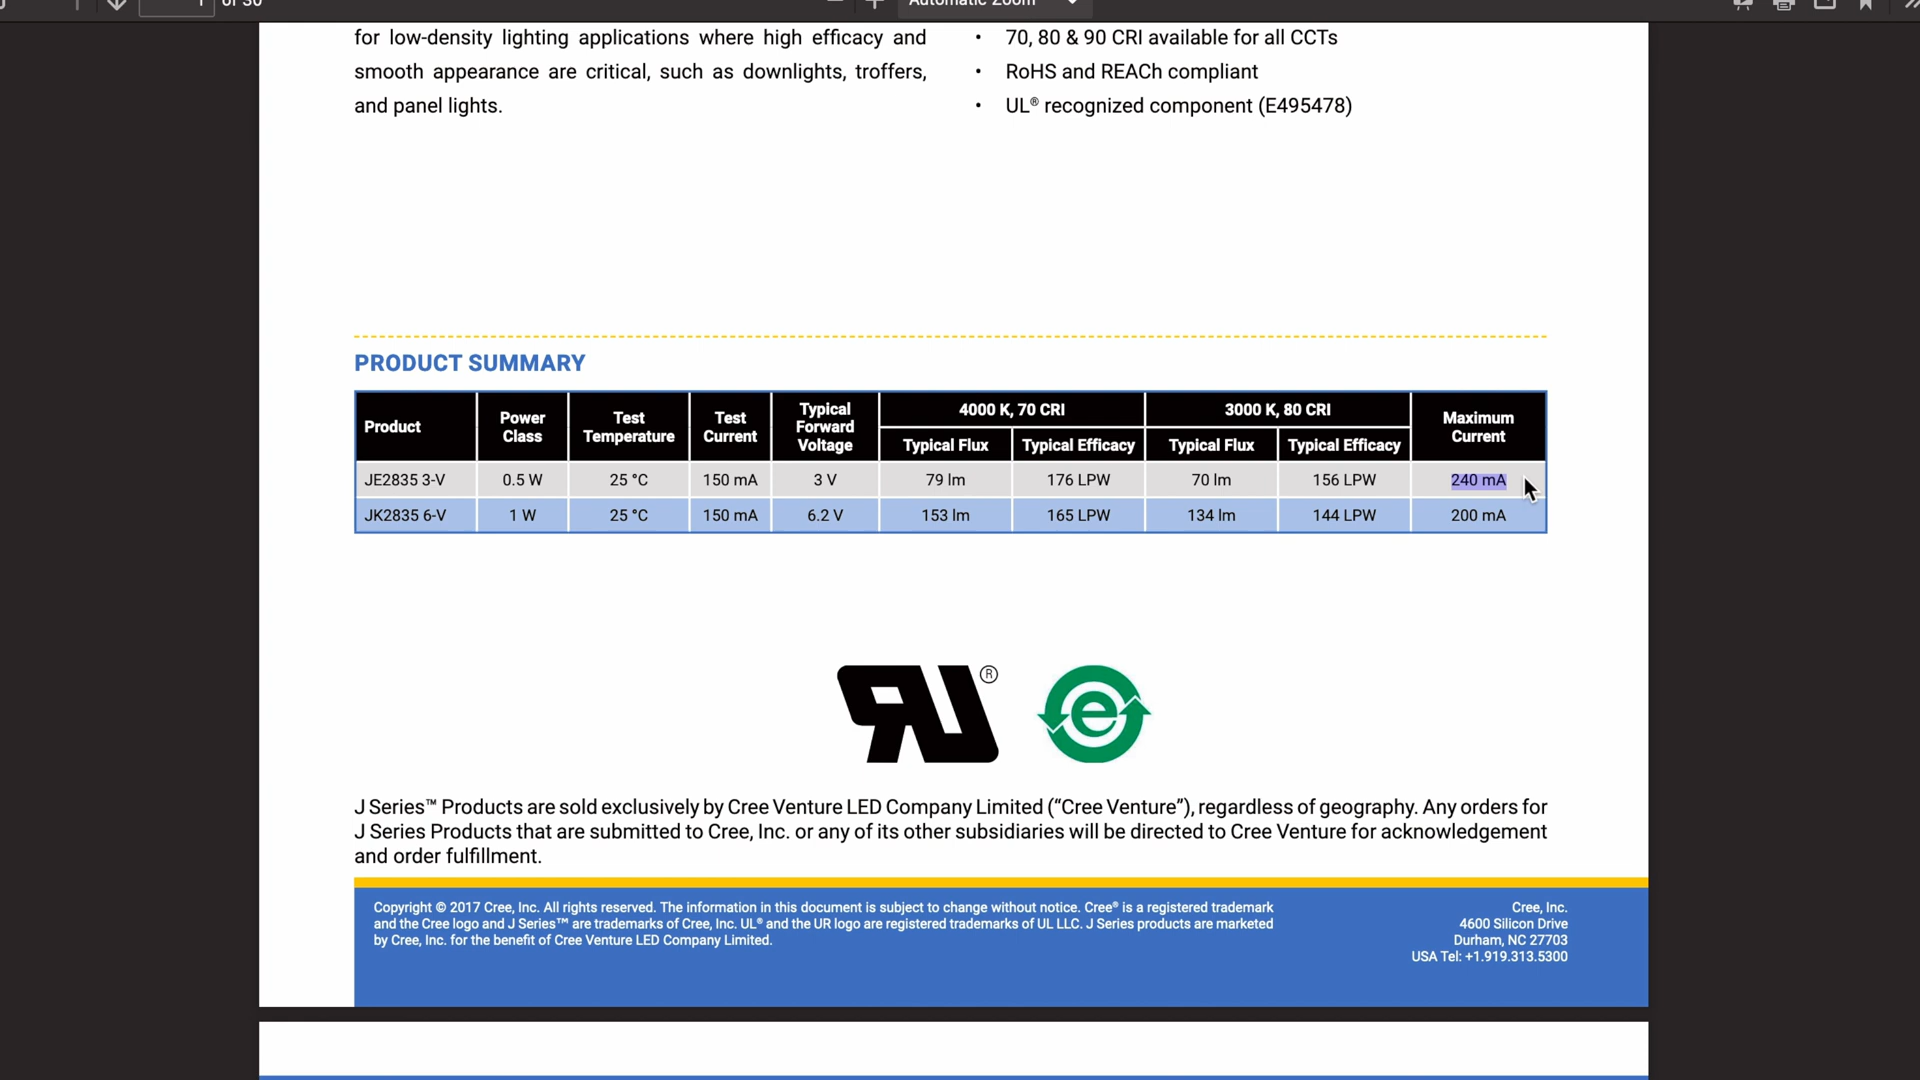 of 30
Automatic Zoom
for low-density lighting applications where high efficacy and
smooth appearance are critical, such as downlights, troffers,
and panel lights.
• 70, 80 & 90 CRI available for all CCTs
• RoHS and REACh compliant
• UL® recognized component (E495478)
PRODUCT SUMMARY
Product
Power
Class
Test
Temperature
Test
Current
Typical
Forward
Voltage
4000 K, 70 CRI
3000 K, 80 CRI
Maximum
Current
Typical Flux
Typical Efficacy
Typical Flux
Typical Efficacy
JE2835 3-V 0.5 W 25 °C 150 mA 3 V 79 lm 176 LPW 70 lm 156 LPW 240 mA
JK2835 6-V 1 W 25 °C 150 mA 6.2 V 153 lm 165 LPW 134 lm 144 LPW 200 mA
®
e
J Series™ Products are sold exclusively by Cree Venture LED Company Limited (“Cree Venture”), regardless of geography. Any orders for
J Series Products that are submitted to Cree, Inc. or any of its other subsidiaries will be directed to Cree Venture for acknowledgement
and order fulfillment.
Copyright © 2017 Cree, Inc. All rights reserved. The information in this document is subject to change without notice. Cree® is a registered trademark
and the Cree logo and J Series™ are trademarks of Cree, Inc. UL® and the UR logo are registered trademarks of UL LLC. J Series products are marketed
by Cree, Inc. for the benefit of Cree Venture LED Company Limited.
Cree, Inc.
4600 Silicon Drive
Durham, NC 27703
USA Tel: +1.919.313.5300